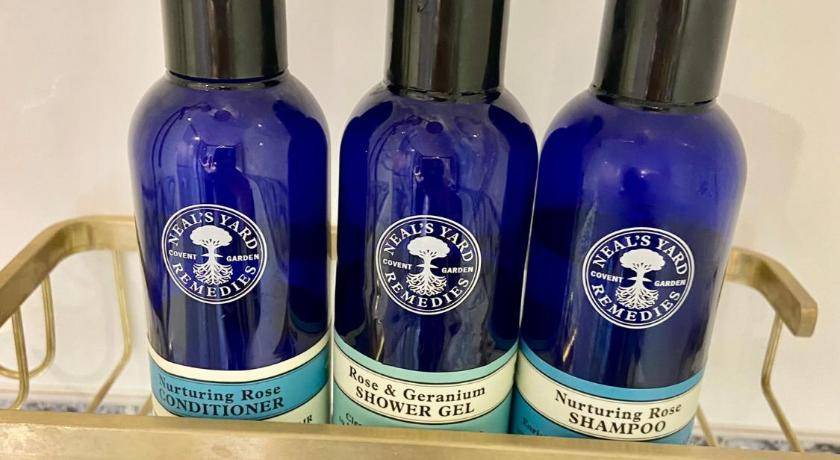 NEAL'S YARD
COVENT GARDEN
REMEDIES
Nurturing Rose
CONDITIONER
NEAL'S YARD
COVENT GARDEN
REMEDIES
Rose & Geranium
SHOWER GEL
NEAL'S YARD
COVENT GARDEN
REMEDIES
Nurturing Rose
SHAMPOO